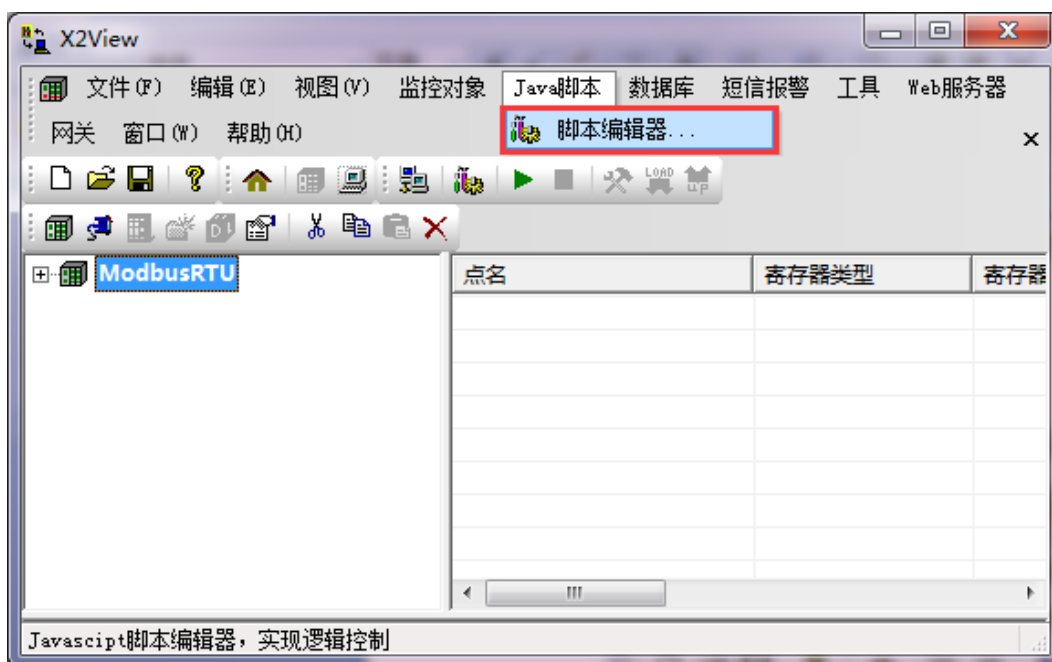 X2View
文件(F) 编辑(E) 视图(V) 监控对象 Java脚本 数据库 短信报警 工具 Web服务器
网关 窗口(W) 帮助(H)
脚本编辑器...
ModbusRTU
点名 寄存器类型 寄存器
Javascipt脚本编辑器，实现逻辑控制